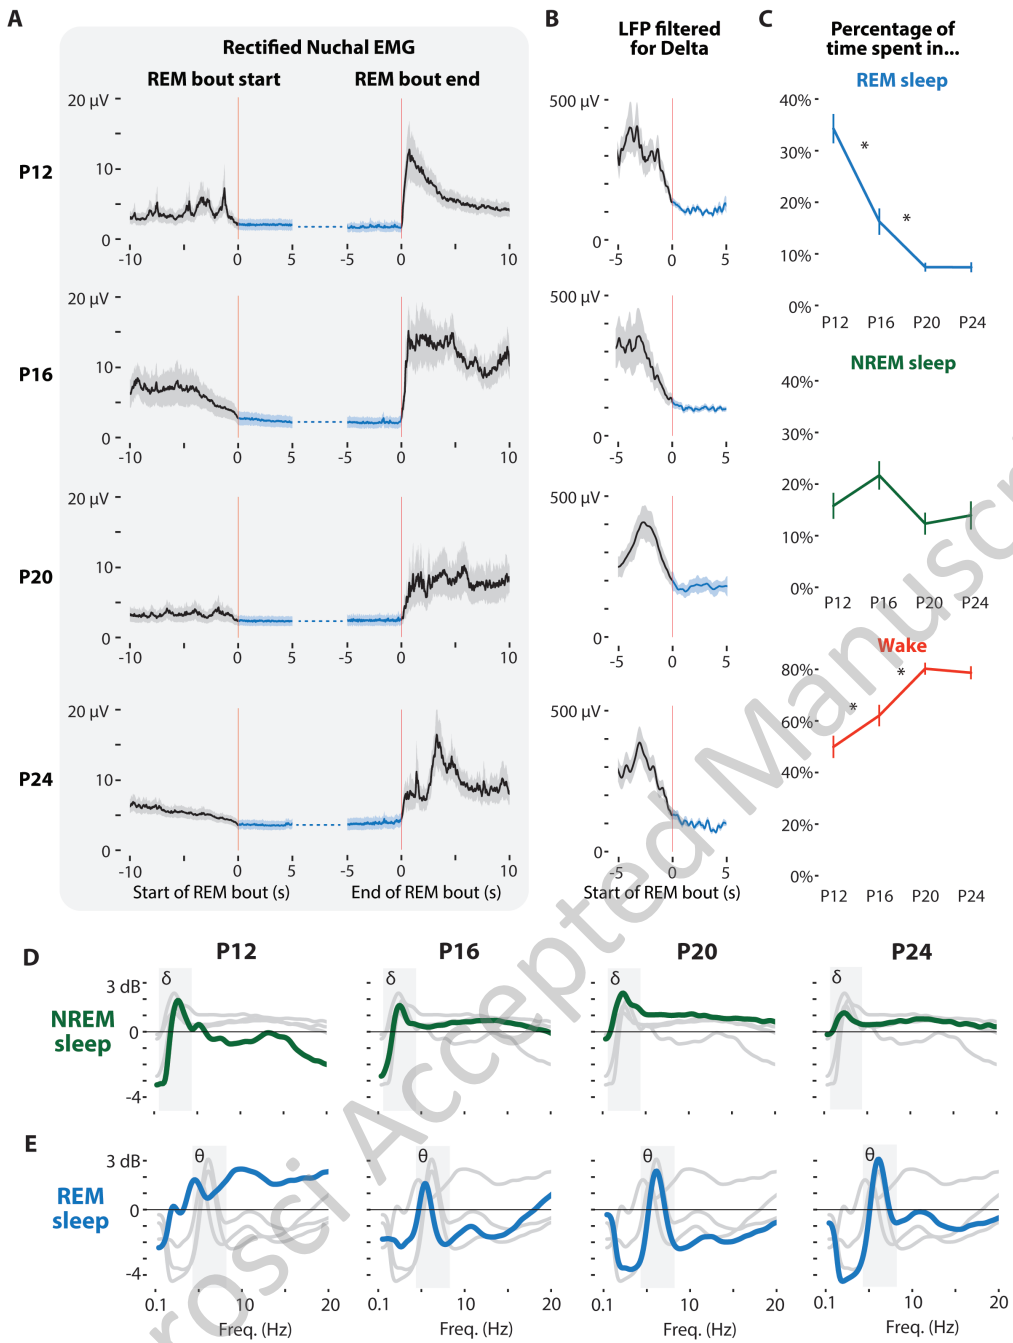 A
Rectified Nuchal EMG
REM bout start
REM bout end
P12
20 µV
10
0
-10
0
5
-5
0
10
P16
20 µV
10
0
-10
0
5
-5
0
10
P20
20 µV
10
0
-10
0
5
-5
0
10
P24
20 µV
10
0
-10
0
5
-5
0
10
Start of REM bout (s)
End of REM bout (s)
B
LFP filtered
for Delta
500 µV
0
-5
0
5
500 µV
0
-5
0
5
500 µV
0
-5
0
5
500 µV
0
-5
0
5
Start of REM bout (s)
C
Percentage of
time spent in...
REM sleep
40%
30%
20%
10%
0%
*
*
P12 P16 P20 P24
NREM sleep
40%
30%
20%
10%
0%
P12 P16 P20 P24
Wake
80%
60%
40%
20%
0%
*
*
P12 P16 P20 P24
D
P12
P16
P20
P24
NREM
sleep
3 dB
0
-4
δ
δ
δ
δ
E
REM
sleep
3 dB
0
-4
θ
θ
θ
θ
0.1 10 20
Freq. (Hz)
0.1 10 20
Freq. (Hz)
0.1 10 20
Freq. (Hz)
0.1 10 20
Freq. (Hz)
rosci Accepted Manuscr